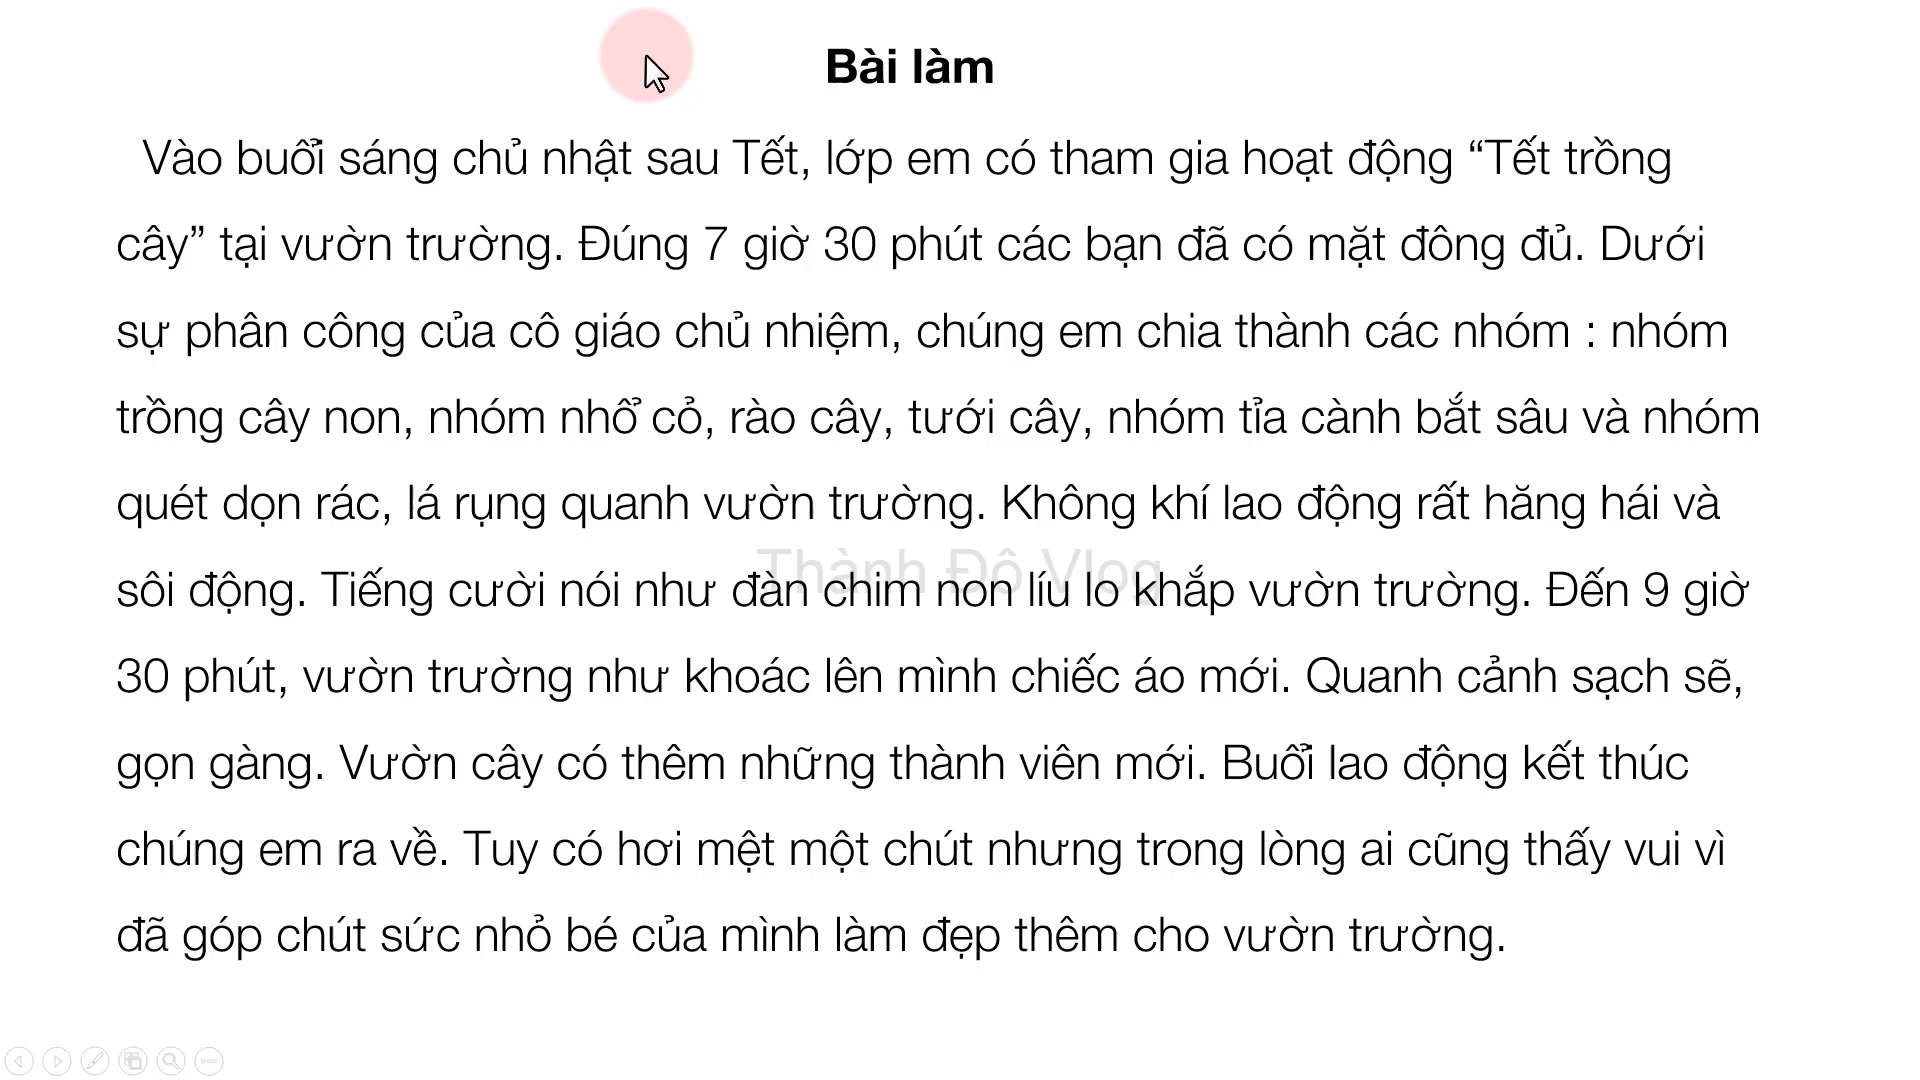 Bài làm
Vào buổi sáng chủ nhật sau Tết, lớp em có tham gia hoạt động “Tết trồng
cây” tại vườn trường. Đúng 7 giờ 30 phút các bạn đã có mặt đông đủ. Dưới
sự phân công của cô giáo chủ nhiệm, chúng em chia thành các nhóm : nhóm
trồng cây non, nhóm nhổ cỏ, rào cây, tưới cây, nhóm tỉa cành bắt sâu và nhóm
quét dọn rác, lá rụng quanh vườn trường. Không khí lao động rất hăng hái và
sôi động. Tiếng cười nói như đàn chim non líu lo khắp vườn trường. Đến 9 giờ
30 phút, vườn trường như khoác lên mình chiếc áo mới. Quanh cảnh sạch sẽ,
gọn gàng. Vườn cây có thêm những thành viên mới. Buổi lao động kết thúc
chúng em ra về. Tuy có hơi mệt một chút nhưng trong lòng ai cũng thấy vui vì
đã góp chút sức nhỏ bé của mình làm đẹp thêm cho vườn trường.
Thành Đô Vlog